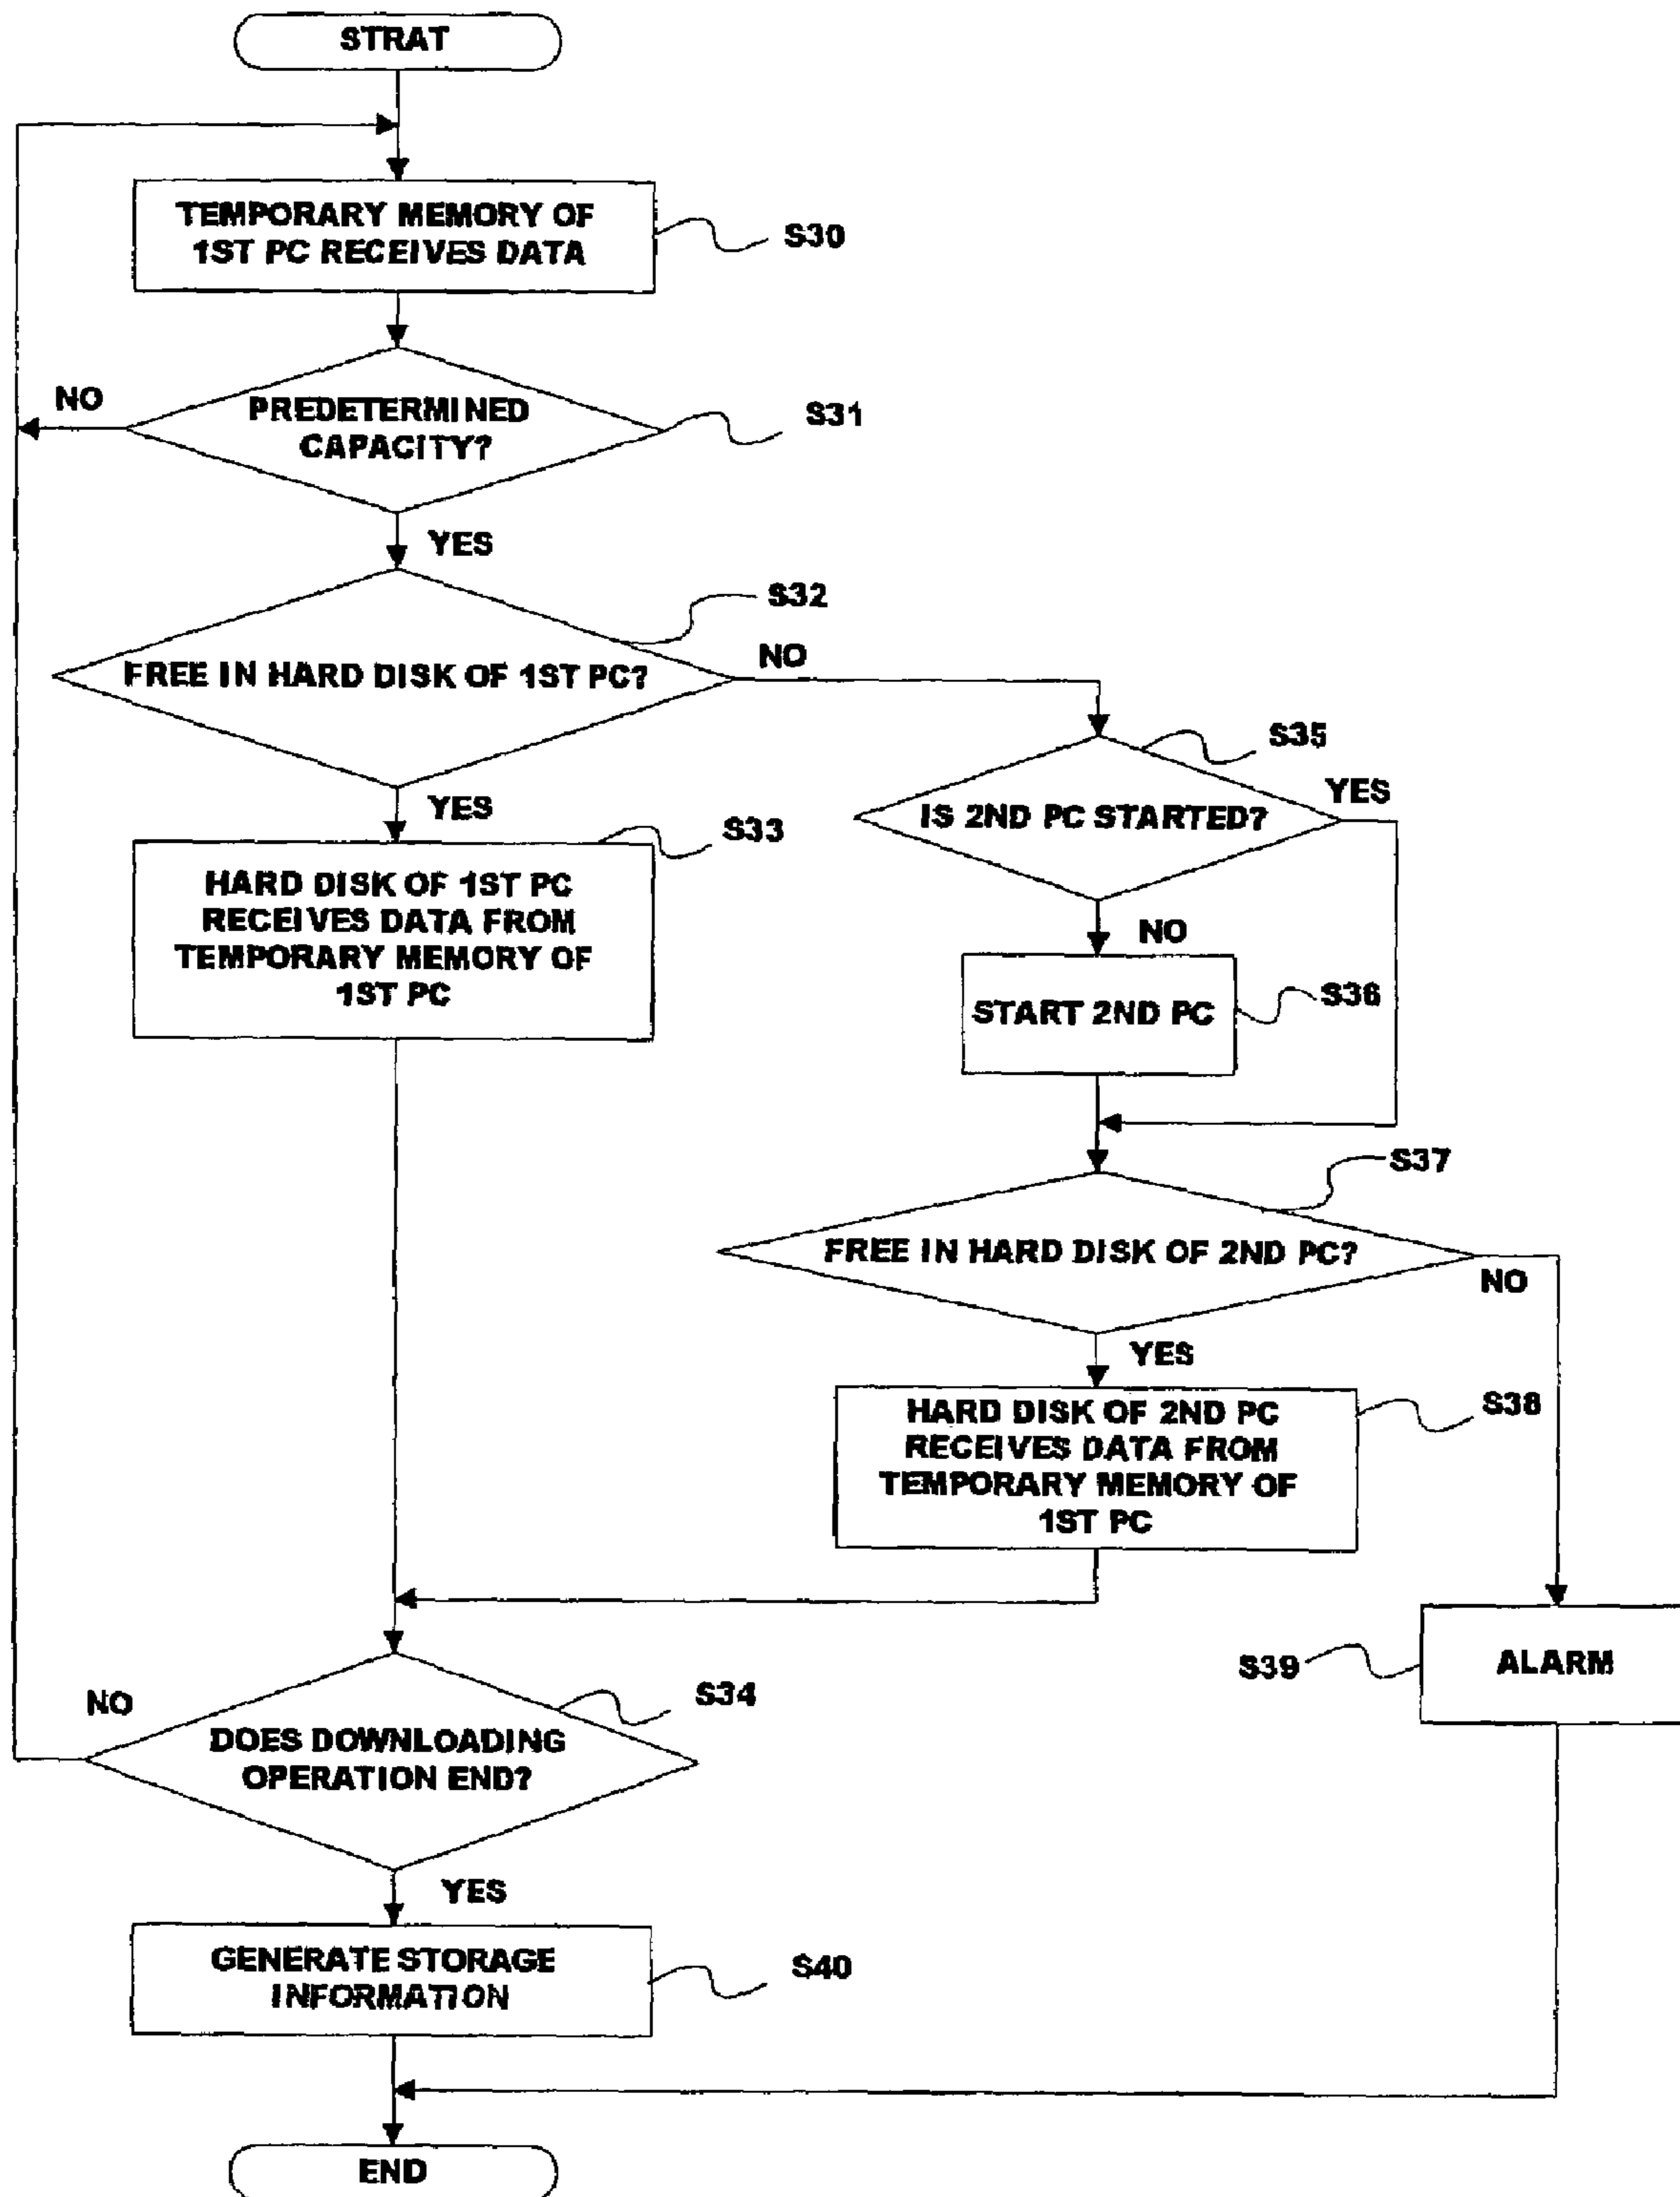 STRAT
TEMPORARY MEMORY OF
1ST PC RECEIVES DATA
S30
NO
PREDETERMINED
CAPACITY?
S31
YES
S32
FREE IN HARD DISK OF 1ST PC?
NO
YES
S33
HARD DISK OF 1ST PC
RECEIVES DATA FROM
TEMPORARY MEMORY OF
1ST PC
S35
IS 2ND PC STARTED?
YES
NO
START 2ND PC
S36
S37
FREE IN HARD DISK OF 2ND PC?
NO
YES
HARD DISK OF 2ND PC
RECEIVES DATA FROM
TEMPORARY MEMORY OF
1ST PC
S38
S39
ALARM
NO
S34
DOES DOWNLOADING
OPERATION END?
YES
GENERATE STORAGE
INFORMATION
S40
END